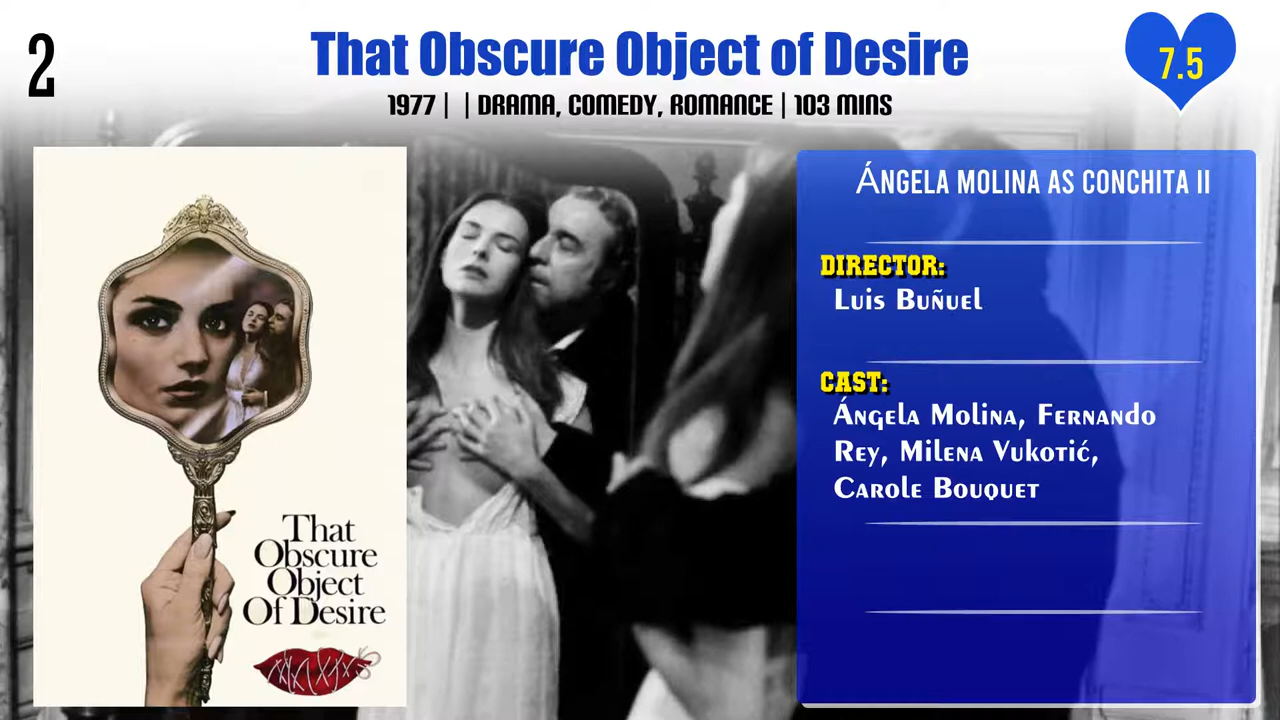 2
That Obscure Object of Desire
7.5
1977 | | DRAMA, COMEDY, ROMANCE | 103 MINS
ÁNGELA MOLINA AS CONCHITA II
DIRECTOR:
Luis Buñuel
CAST:
Ángela Molina, Fernando
Rey, Milena Vukotić,
Carole Bouquet
That
Obscure
Object
Of Desire